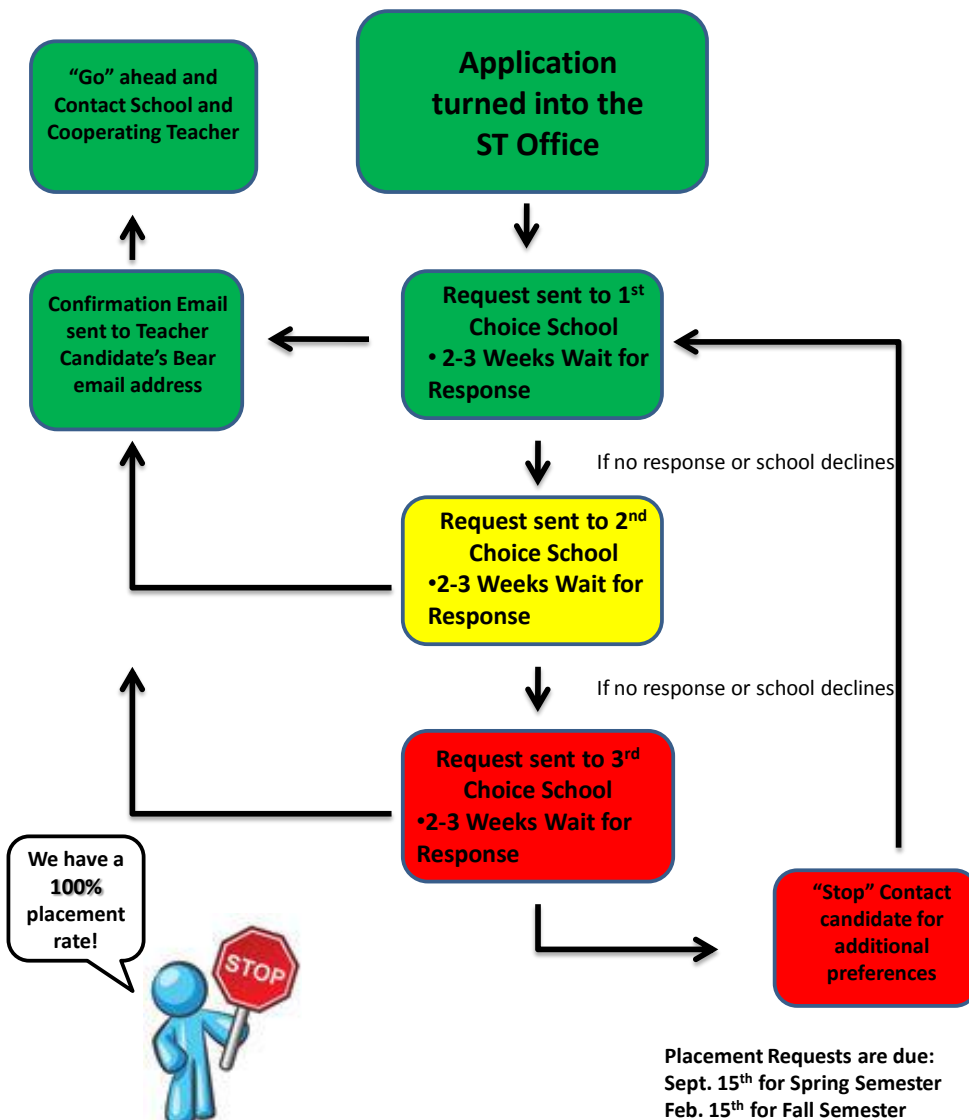 “Go” ahead and
Contact School and
Cooperating Teacher
Application
turned into the
ST Office
Confirmation Email
sent to Teacher
Candidate’s Bear
email address
Request sent to 1st
Choice School
• 2-3 Weeks Wait for
Response
If no response or school declines
Request sent to 2nd
Choice School
•2-3 Weeks Wait for
Response
If no response or school declines
Request sent to 3rd
Choice School
•2-3 Weeks Wait for
Response
We have a
100%
placement
rate!
STOP
“Stop” Contact
candidate for
additional
preferences
Placement Requests are due:
Sept. 15th for Spring Semester
Feb. 15th for Fall Semester